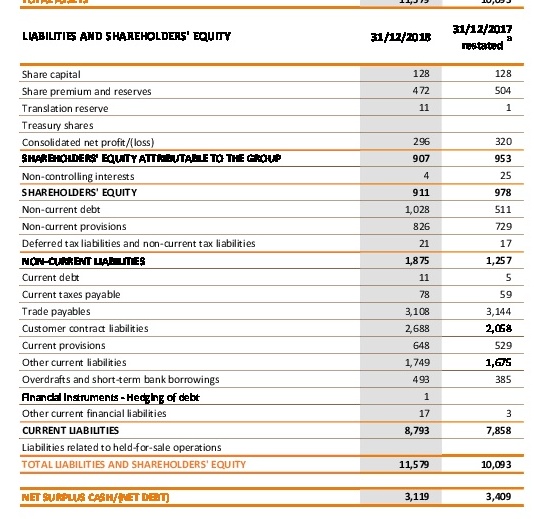 TOTAL ASSETS 11,579 10,093
LIABILITIES AND SHAREHOLDERS' EQUITY 31/12/2018 31/12/2017 restated a
Share capital 128 128
Share premium and reserves 472 504
Translation reserve 11 1
Treasury shares
Consolidated net profit/(loss) 296 320
SHAREHOLDERS' EQUITY ATTRIBUTABLE TO THE GROUP 907 953
Non-controlling interests 4 25
SHAREHOLDERS' EQUITY 911 978
Non-current debt 1,028 511
Non-current provisions 826 729
Deferred tax liabilities and non-current tax liabilities 21 17
NON-CURRENT LIABILITIES 1,875 1,257
Current debt 11 5
Current taxes payable 78 59
Trade payables 3,108 3,144
Customer contract liabilities 2,688 2,058
Current provisions 648 529
Other current liabilities 1,749 1,675
Overdrafts and short-term bank borrowings 493 385
Financial instruments - Hedging of debt 1
Other current financial liabilities 17 3
CURRENT LIABILITIES 8,793 7,858
Liabilities related to held-for-sale operations
TOTAL LIABILITIES AND SHAREHOLDERS' EQUITY 11,579 10,093
NET SURPLUS CASH/(NET DEBT) 3,119 3,409